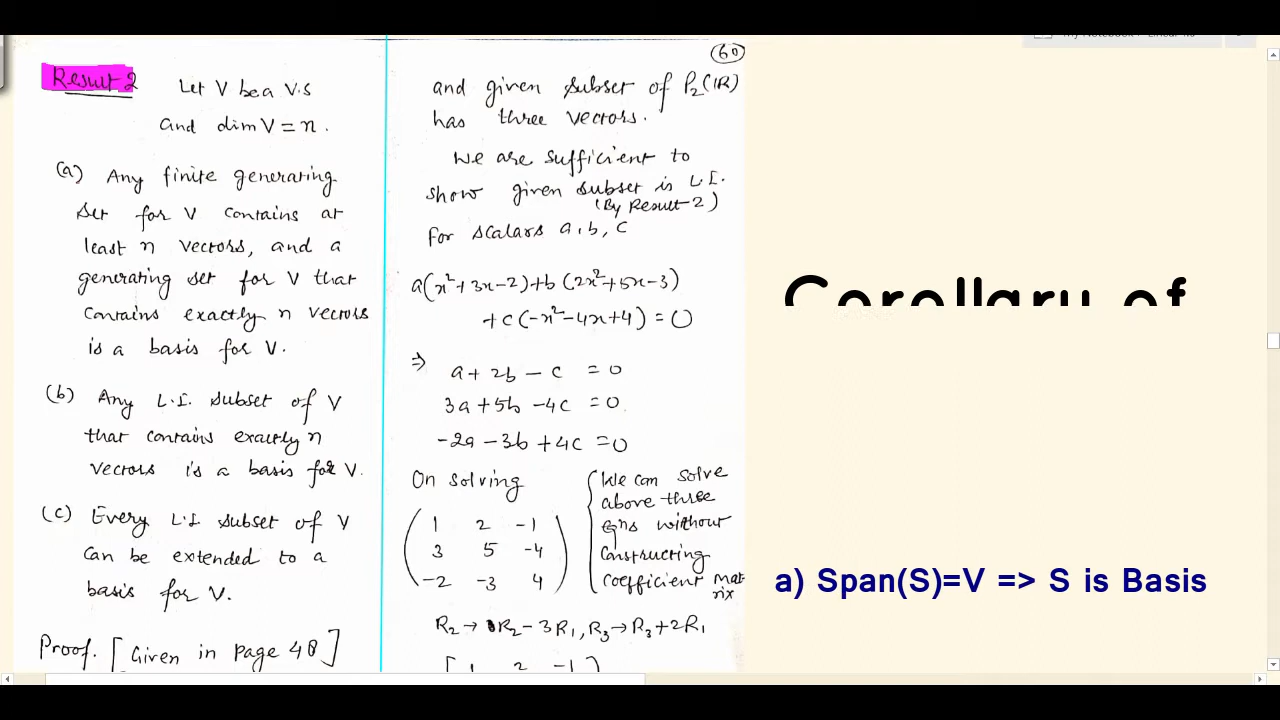 Result 2
Let V be a V.S
and dim V = n.
(a) Any finite generating
set for V contains at
least n vectors, and a
generating set for V that
contains exactly n vectors
is a basis for V.
(b) Any L.I. subset of V
that contains exactly n
vectors is a basis for V.
(c) Every L.I subset of V
can be extended to a
basis for V.
Proof. [Given in page 48]
60
and given subset of P₂(IR)
has three vectors.
We are sufficient to
show given subset is L.I.
(By Result-2)
for scalars a, b, c
a(x²+3x-2)+b(2x²+5x-3)
+c(-x²-4x+4)=0
⇒
a + 2b - c = 0
3a + 5b - 4c = 0
-2a - 3b + 4c = 0
On solving
1 2 -1
3 5 -4
-2 -3 4
We can solve
above three
eqns without
constructing
coefficient mat
rix
R₂ → R₂ - 3R₁, R₃ → R₃ + 2R₁
[1 2 -1]
Corollary of
a) Span(S)=V => S is Basis